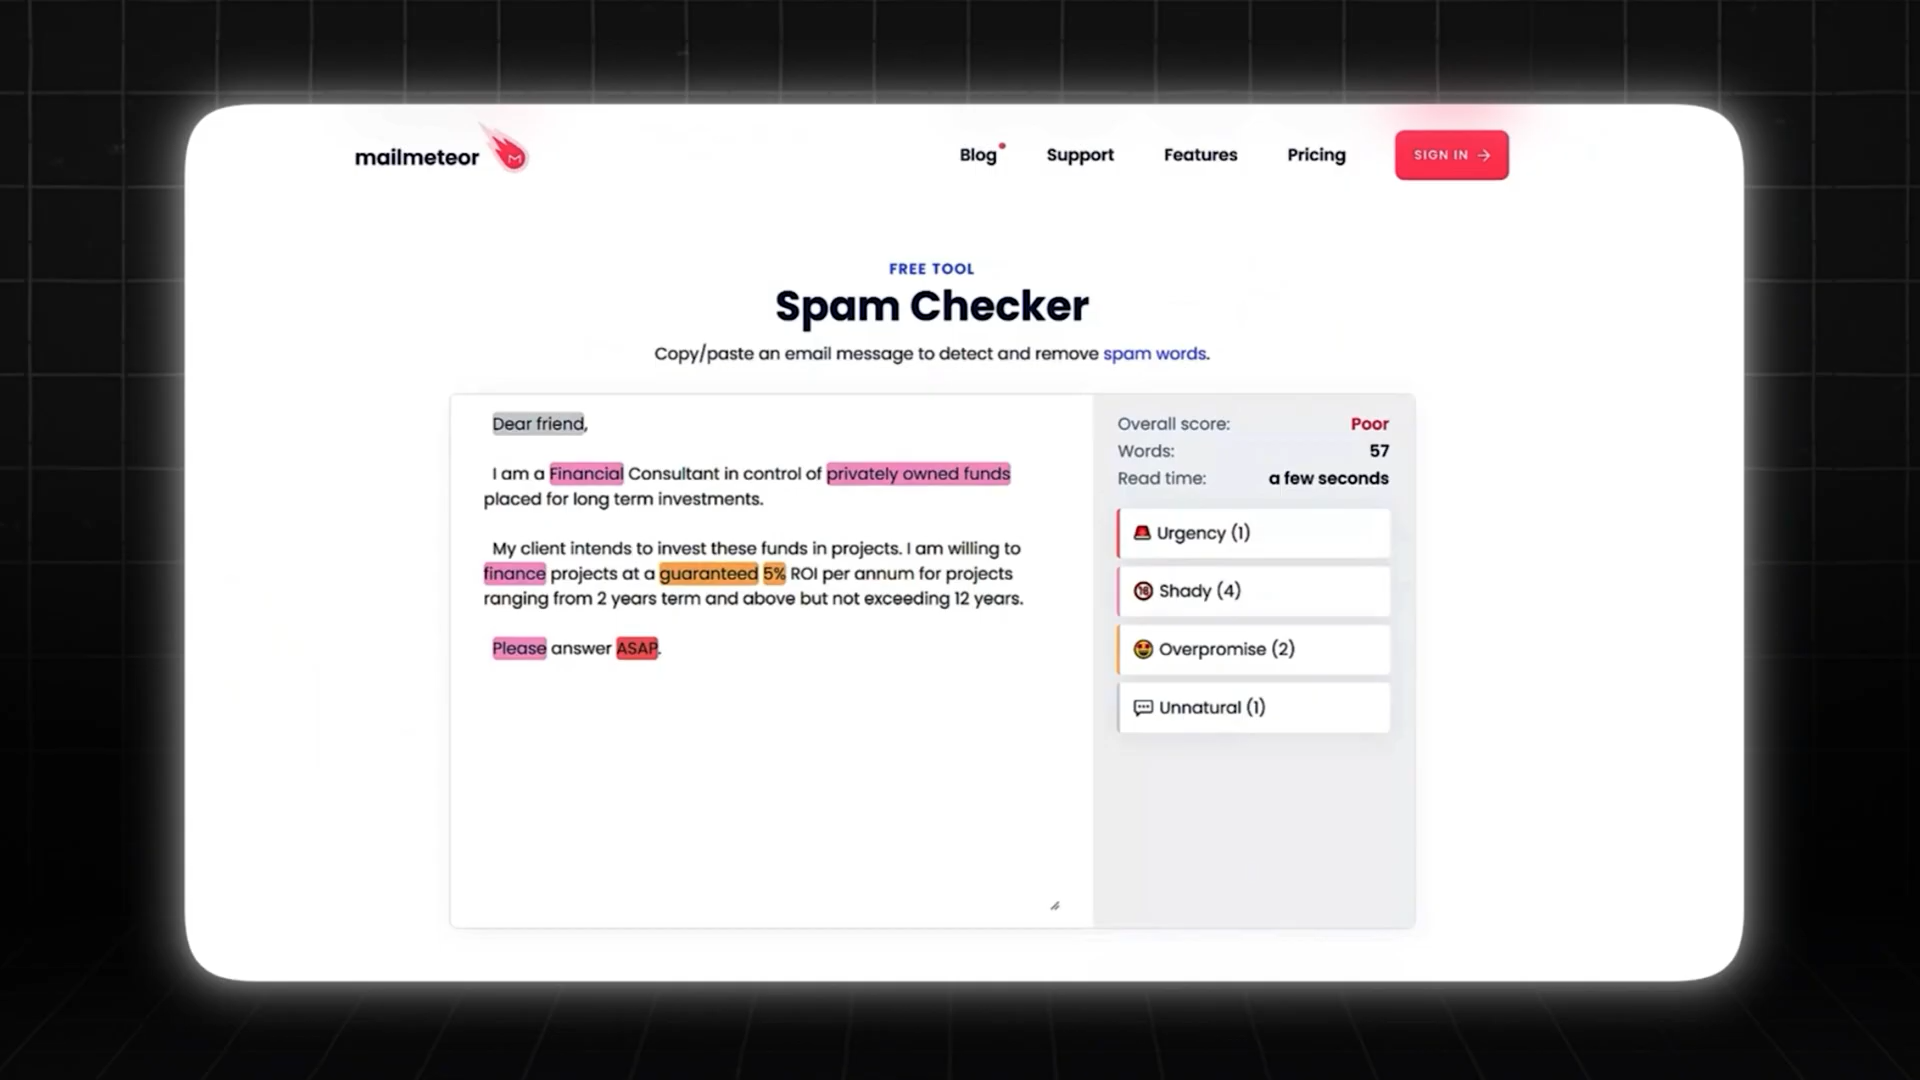 mailmeteor
Blog
Support
Features
Pricing
SIGN IN →
FREE TOOL
Spam Checker
Copy/paste an email message to detect and remove spam words.
Dear friend,
I am a Financial Consultant in control of privately owned funds
placed for long term investments.
My client intends to invest these funds in projects. I am willing to
finance projects at a guaranteed 5% ROI per annum for projects
ranging from 2 years term and above but not exceeding 12 years.
Please answer ASAP.
Overall score: Poor
Words: 57
Read time: a few seconds
Urgency (1)
Shady (4)
Overpromise (2)
Unnatural (1)